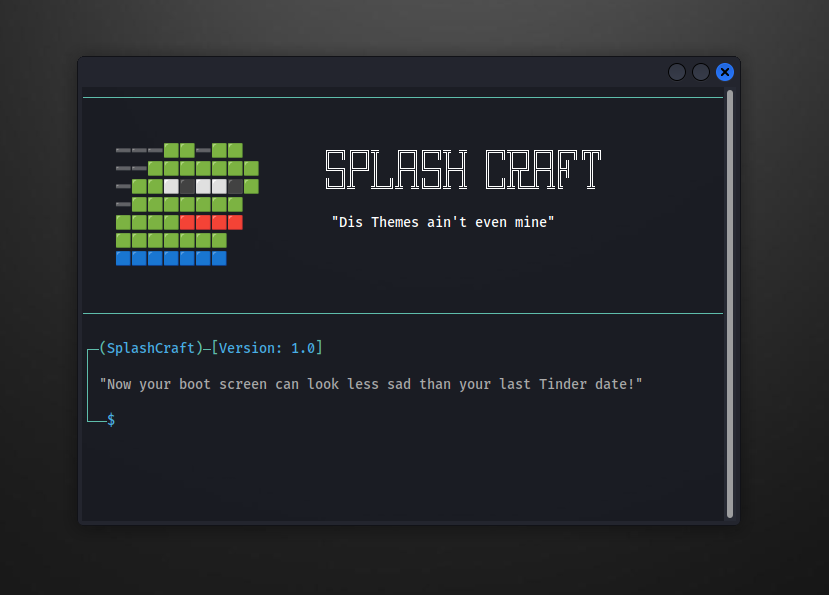 SPLASH CRAFT
"Dis Themes ain't even mine"
(SplashCraft)-[Version: 1.0]
"Now your boot screen can look less sad than your last Tinder date!"
$